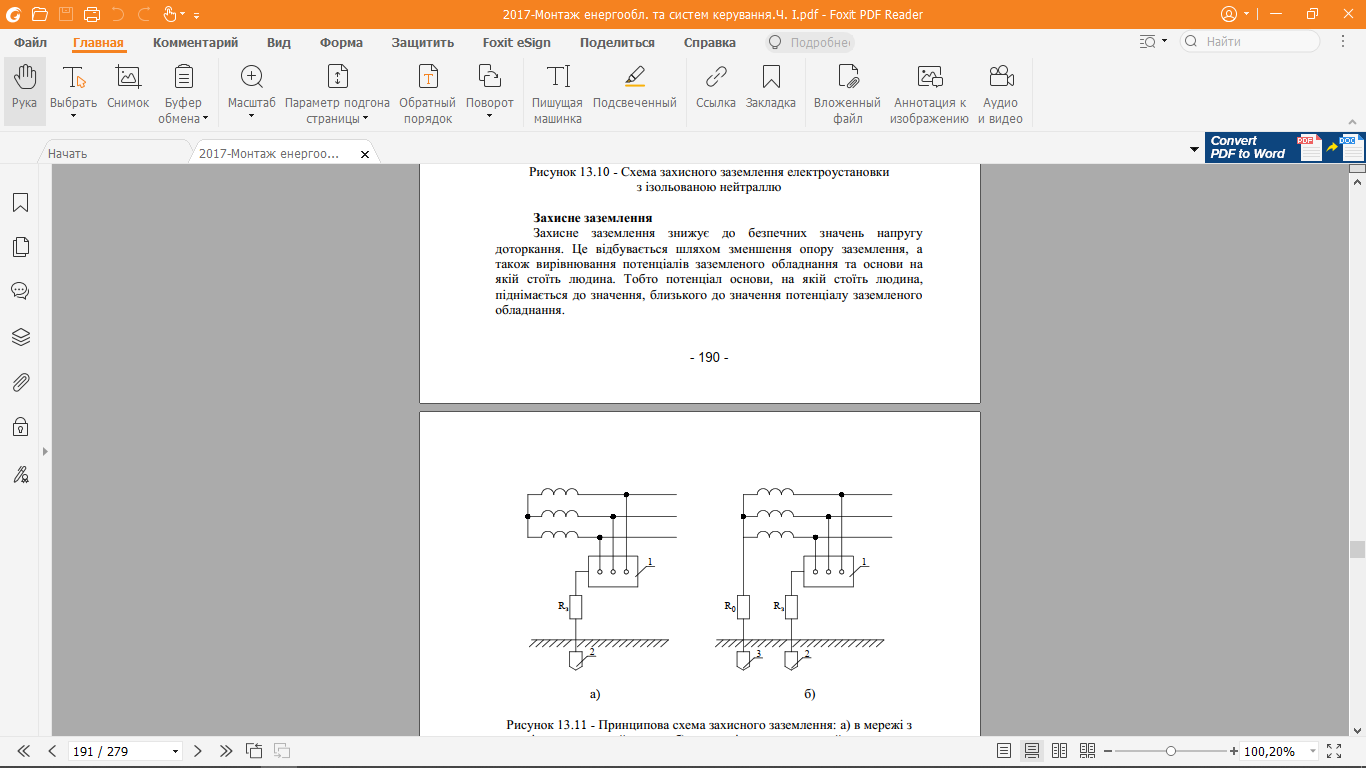 2017-Монтаж енергообл. та систем керування.Ч. І.pdf - Foxit PDF Reader
Файл Главная Комментарий Вид Форма Защитить Foxit eSign Поделиться Справка Подробнее Найти
Рука Выбрать Снимок Буфер обмена Масштаб Параметр подгона страницы Обратный порядок Поворот Пишущая машинка Подсвеченный Ссылка Закладка Вложенный файл Аннотация к изображению Аудио и видео
Начать 2017-Монтаж енергоо...
Convert
PDF to Word
PDF DOC
Рисунок 13.10 - Схема захисного заземлення електроустановки
з ізольованою нейтраллю
Захисне заземлення
Захисне заземлення знижує до безпечних значень напругу
доторкання. Це відбувається шляхом зменшення опору заземлення, а
також вирівнювання потенціалів заземленого обладнання та основи на
якій стоїть людина. Тобто потенціал основи, на якій стоїть людина,
піднімається до значення, близького до значення потенціалу заземленого
обладнання.
- 190 -
1
Rз
2
а)
1
R0 Rз
3 2
б)
Рисунок 13.11 - Принципова схема захисного заземлення: а) в мережі з
191 / 279
100,20%